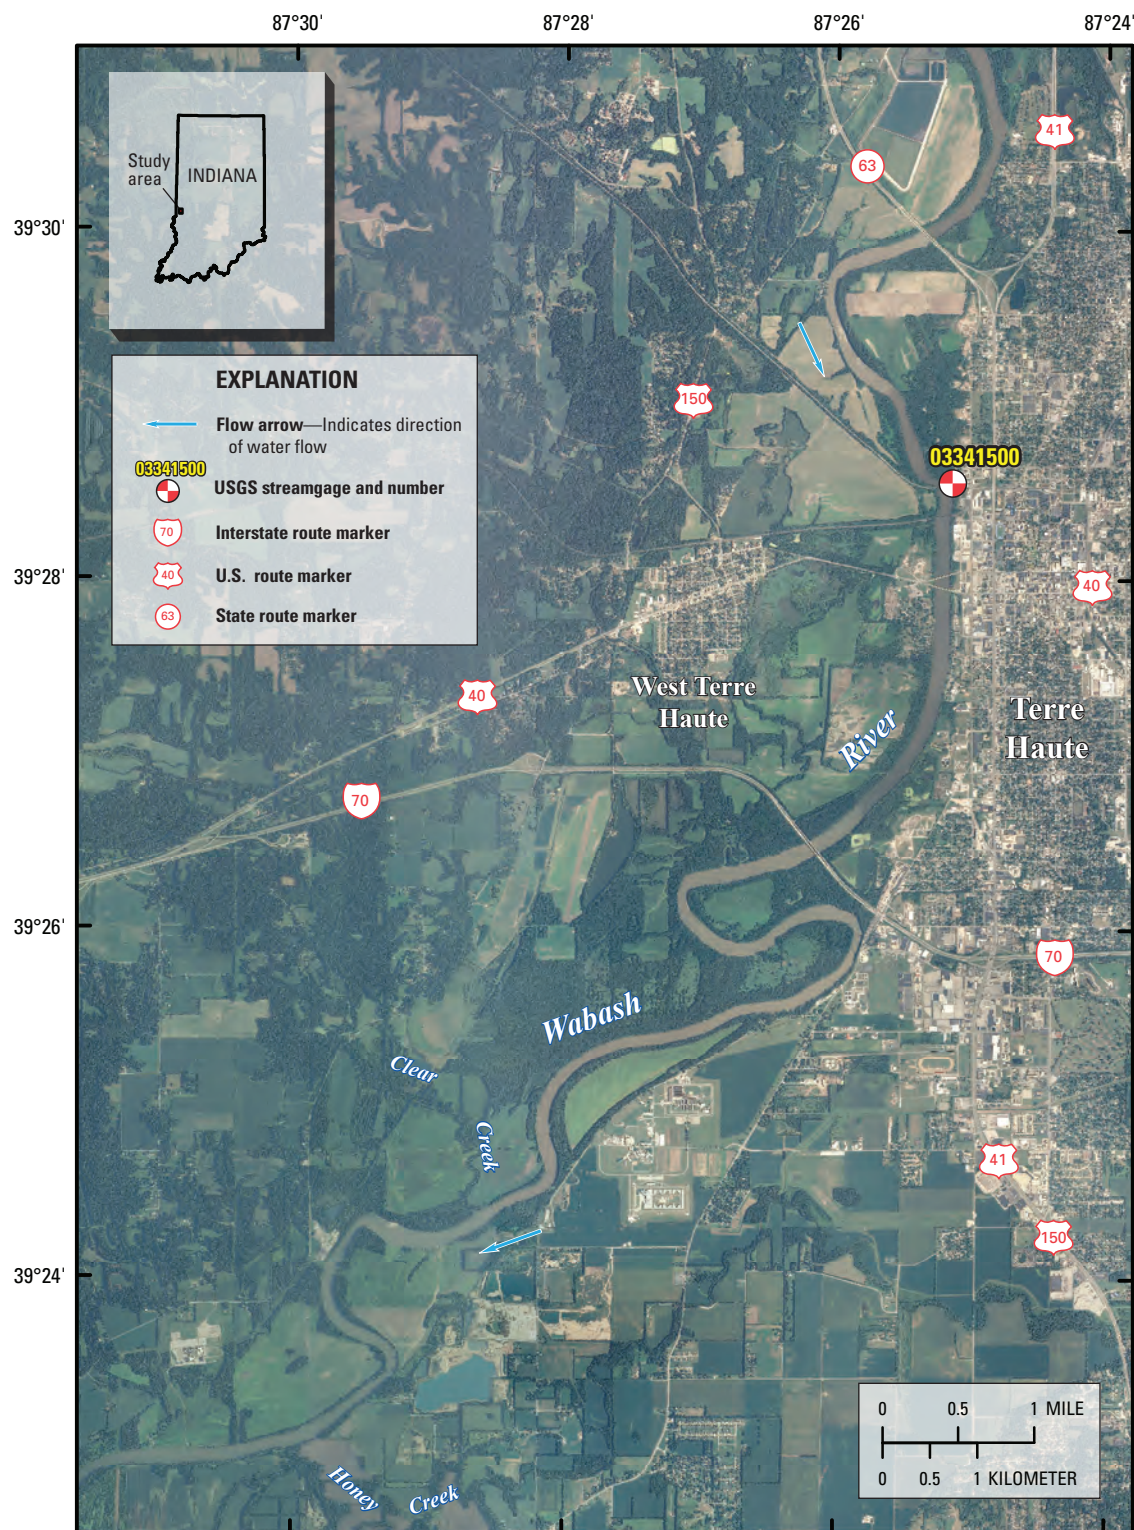 87°30'
87°28'
87°26'
87°24'
39°30'
39°28'
39°26'
39°24'
Study
area
INDIANA
EXPLANATION
Flow arrow—Indicates direction
of water flow
03341500
USGS streamgage and number
70
Interstate route marker
40
U.S. route marker
63
State route marker
41
63
150
03341500
40
40
West Terre
Haute
Terre
Haute
River
70
70
Wabash
Clear
Creek
41
150
Honey
Creek
0 0.5 1 MILE
0 0.5 1 KILOMETER